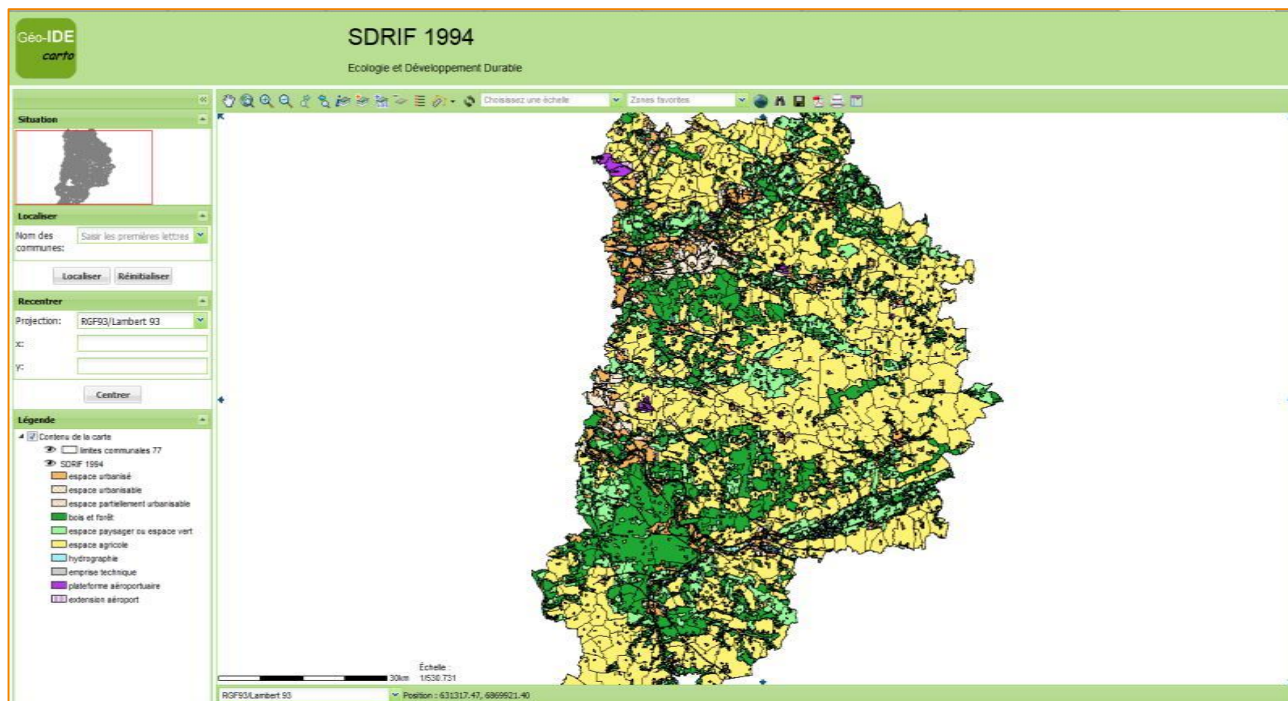 Géo-IDE
carto
SDRIF 1994
Ecologie et Développement Durable
Choisissez une échelle
Zones favorites
Situation
Localiser
Nom des communes:
Saisir les premières lettres
Localiser
Réinitialiser
Recentrer
Projection:
RGF93/Lambert 93
x:
y:
Centrer
Légende
Contenu de la carte
limites communales 77
SDRIF 1994
espace urbanisé
espace urbanisable
espace partiellement urbanisable
bois et forêt
espace paysager ou espace vert
espace agricole
hydrographie
emprise technique
plateforme aéroportuaire
extension aéroport
30km
Échelle :
1/530.731
RGF93/Lambert 93
Position : 631317.47, 6869921.40